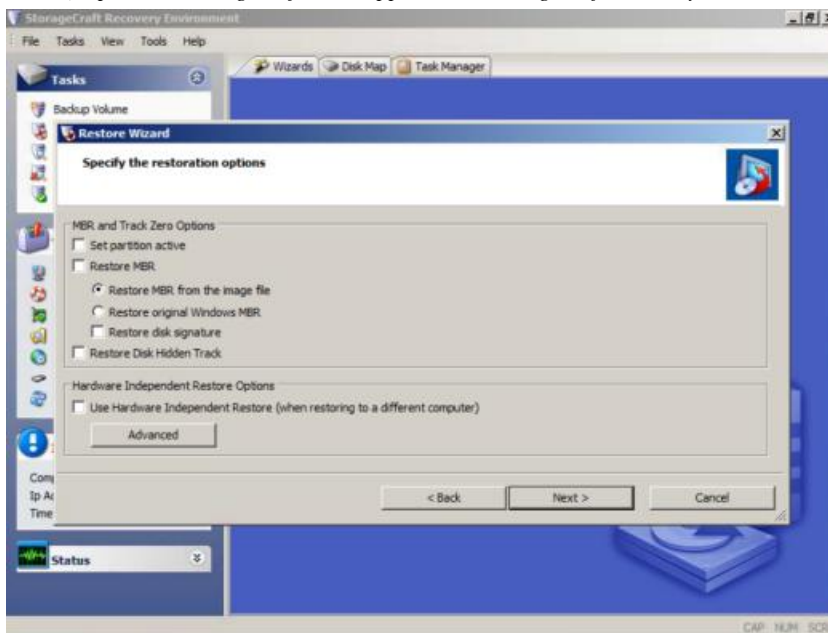 StorageCraft Recovery Environment
File Tasks View Tools Help
Wizards Disk Map Task Manager
Tasks
Backup Volume
Restore Wizard
Specify the restoration options
MBR and Track Zero Options
Set partition active
Restore MBR
Restore MBR from the image file
Restore original Windows MBR
Restore disk signature
Restore Disk Hidden Track
Hardware Independent Restore Options
Use Hardware Independent Restore (when restoring to a different computer)
Advanced
Ip
Time
< Back Next > Cancel
Status
CAP NUM SCR